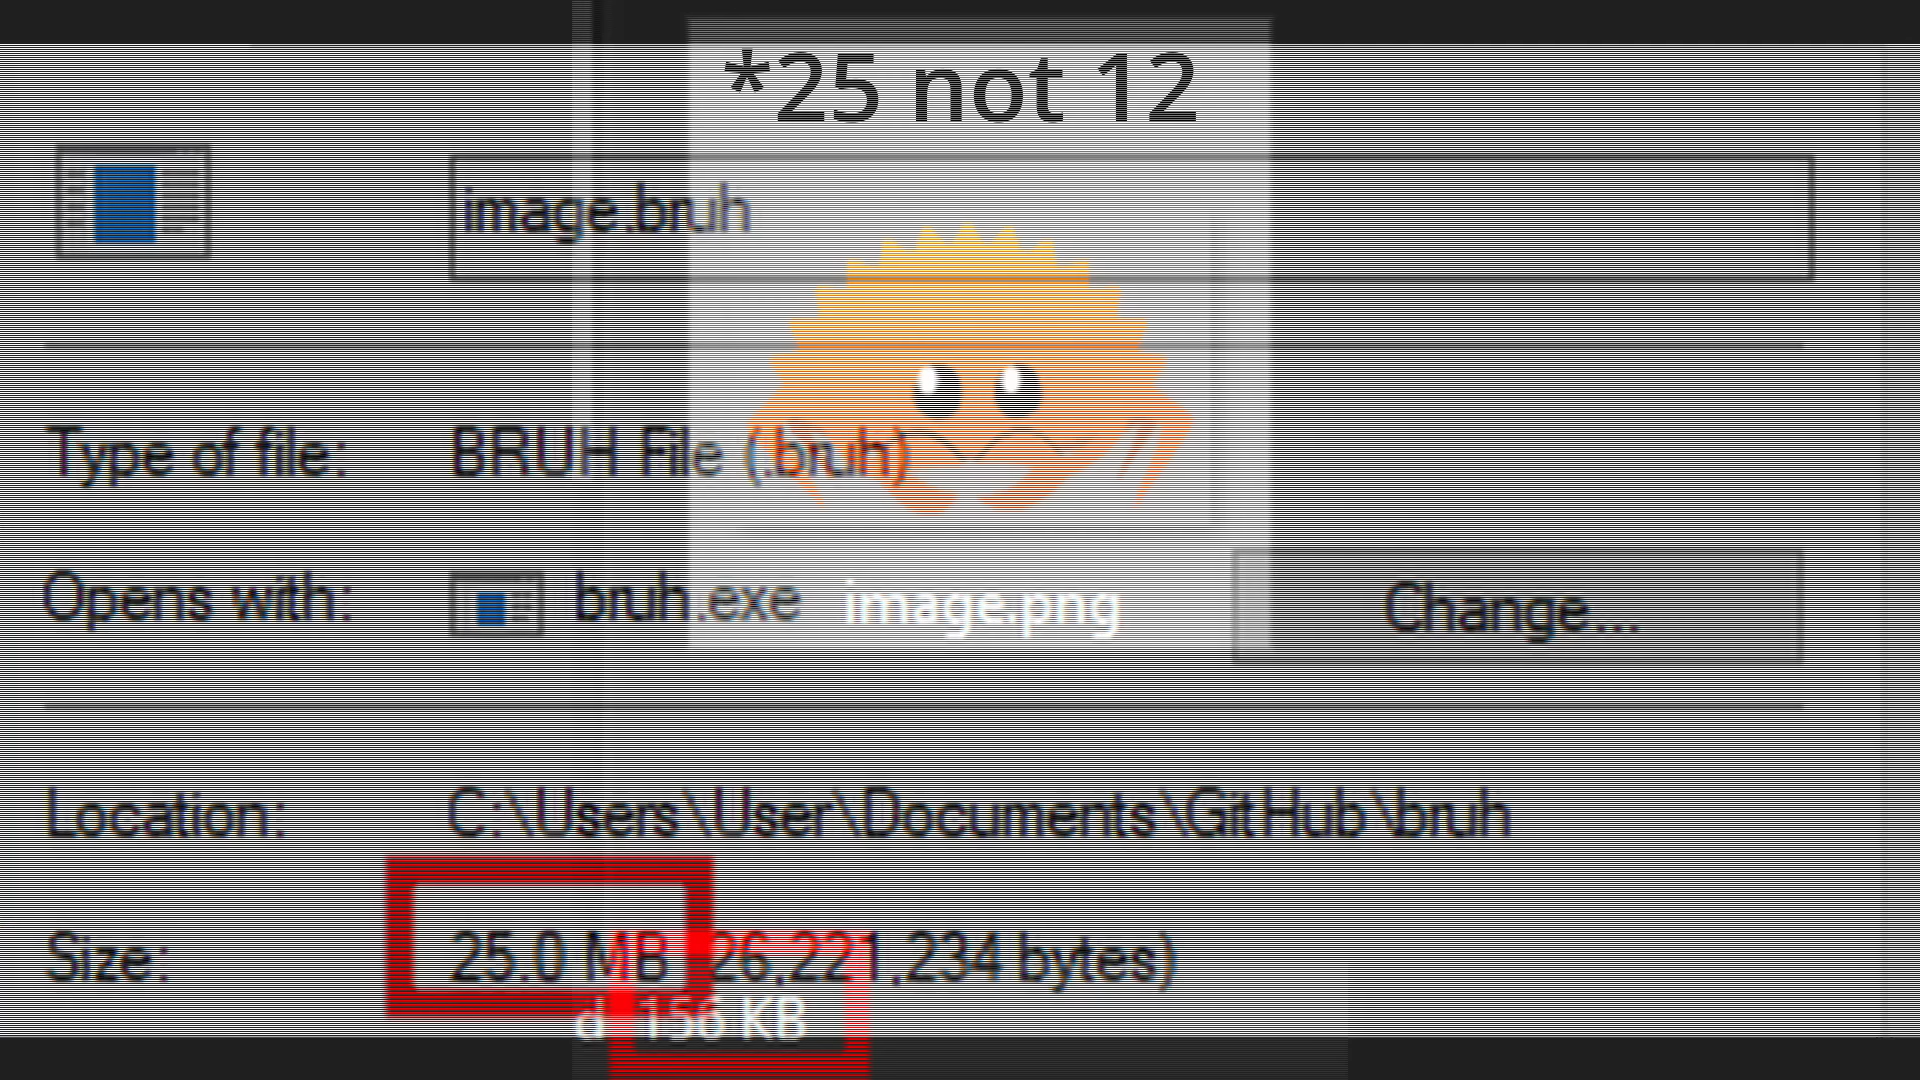 *25 not 12
image.bruh
Type of file: BRUH File (.bruh)
Opens with: bruh.exe
image.png
Change...
Location: C:\Users\User\Documents\GitHub\bruh
Size: 25.0 MB 26,221,234 bytes)
d 156 KB